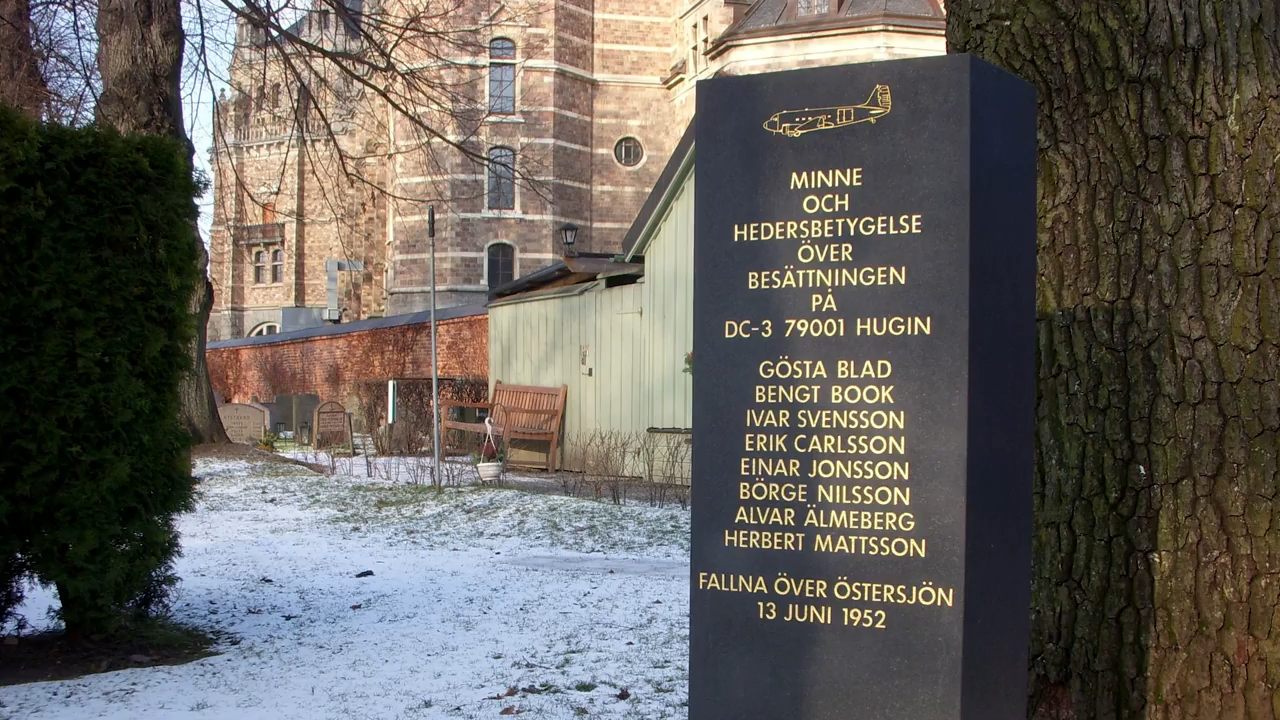 MINNE
OCH
HEDERSBETYGELSE
ÖVER
BESÄTTNINGEN
PÅ
DC-3 79001 HUGIN
GÖSTA BLAD
BENGT BOOK
IVAR SVENSSON
ERIK CARLSSON
EINAR JONSSON
BÖRGE NILSSON
ALVAR ÄLMEBERG
HERBERT MATTSSON
FALLNA ÖVER ÖSTERSJÖN
13 JUNI 1952